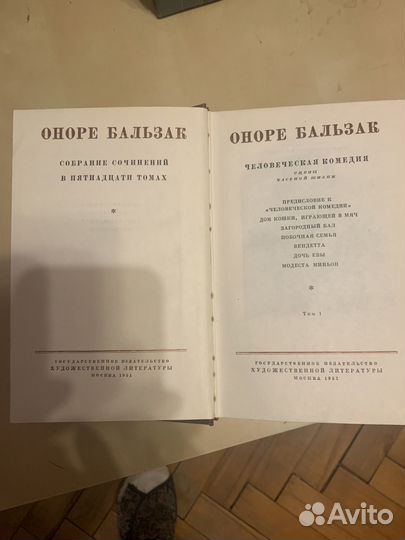 ОНОРЕ БАЛЬЗАК
СОБРАНИЕ СОЧИНЕНИЙ
В ПЯТНАДЦАТИ ТОМАХ
*
ГОСУДАРСТВЕННОЕ ИЗДАТЕЛЬСТВО
ХУДОЖЕСТВЕННОЙ ЛИТЕРАТУРЫ
МОСКВА 1951
ОНОРЕ БАЛЬЗАК
ЧЕЛОВЕЧЕСКАЯ КОМЕДИЯ
СЦЕНЫ
ЧАСТНОЙ ЖИЗНИ
ПРЕДИСЛОВИЕ К
«ЧЕЛОВЕЧЕСКОЙ КОМЕДИИ»
ДОМ КОШКИ, ИГРАЮЩЕЙ В МЯЧ
ЗАГОРОДНЫЙ БАЛ
ПОБОЧНАЯ СЕМЬЯ
ВЕНДЕТТА
ДОЧЬ ЕВЫ
МОДЕСТА МИНЬОН
*
Том 1
ГОСУДАРСТВЕННОЕ ИЗДАТЕЛЬСТВО
ХУДОЖЕСТВЕННОЙ ЛИТЕРАТУРЫ
МОСКВА 1951
Avito